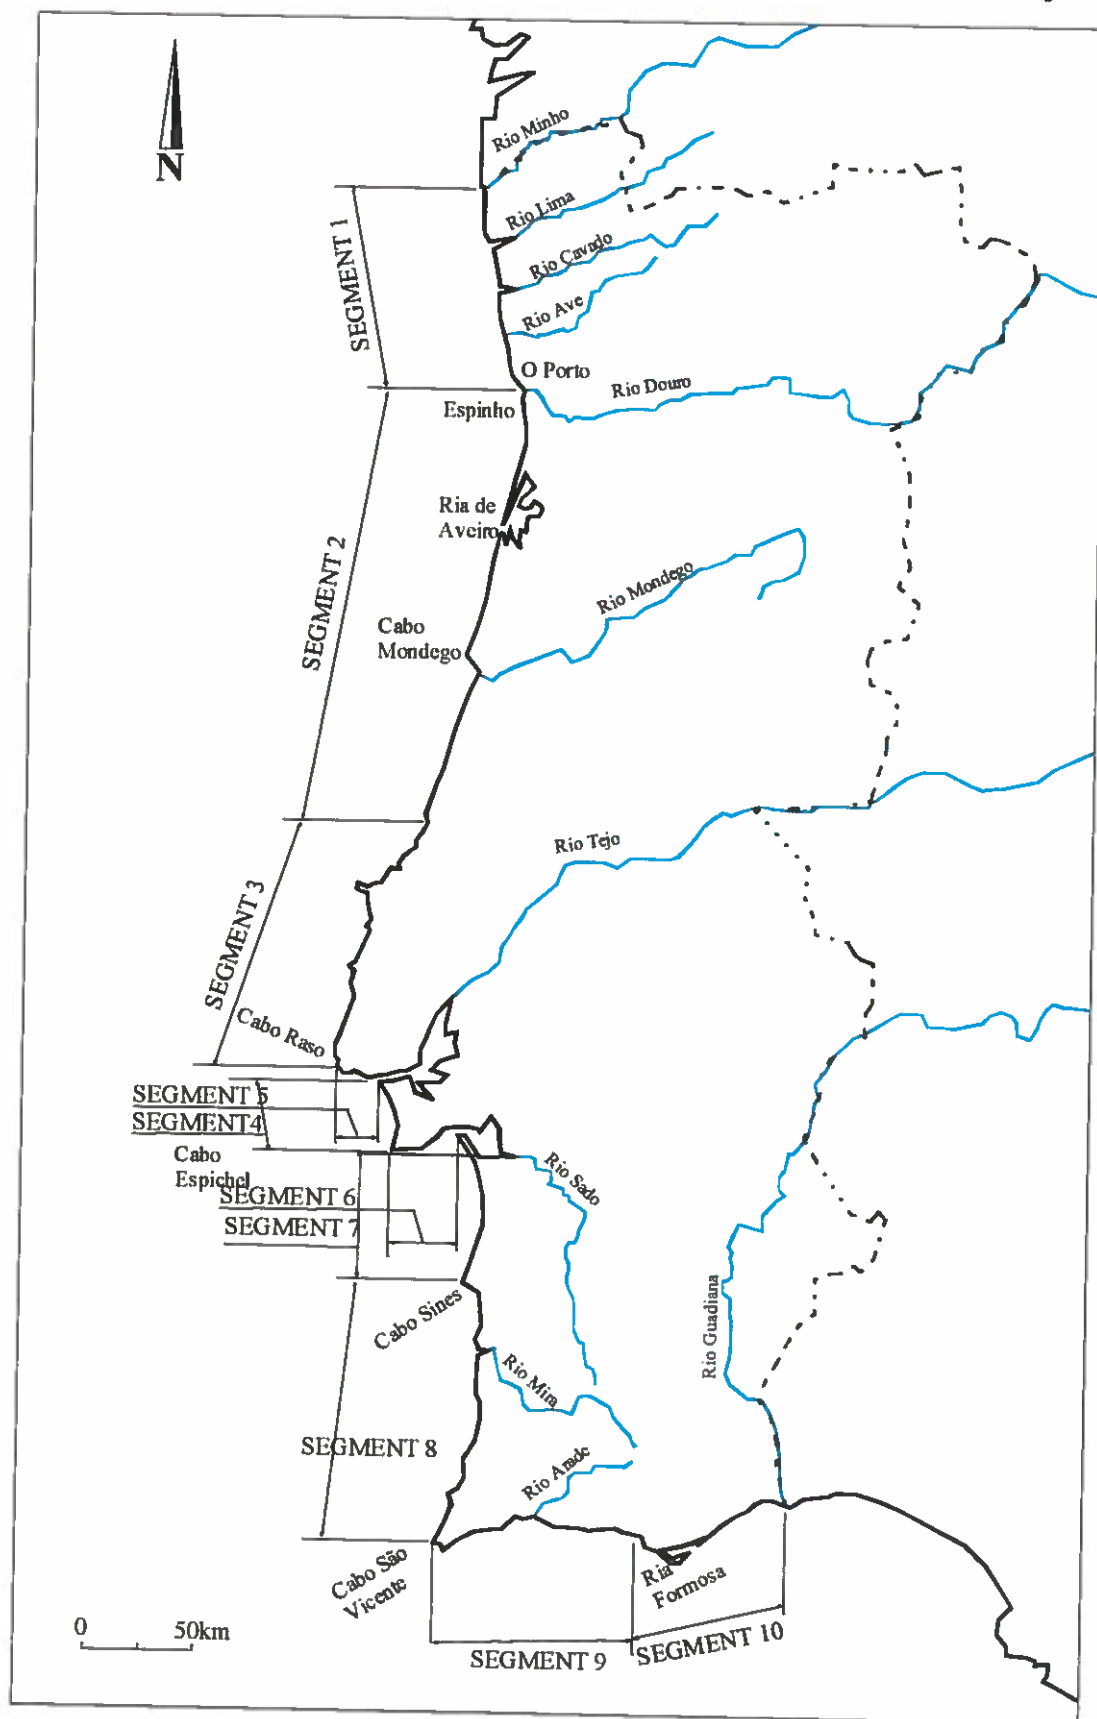 N
Rio Minho
Rio Lima
SEGMENT 1
Rio Cavado
Rio Ave
O Porto
Rio Douro
Espinho
Ria de
Aveiro
SEGMENT 2
Rio Mondego
Cabo
Mondego
Rio Tejo
SEGMENT 3
Cabo Raso
SEGMENT 5
SEGMENT4
Cabo
Espichel
Rio Sado
SEGMENT 6
SEGMENT 7
Cabo Sines
Rio Guadiana
Rio Mira
SEGMENT 8
Rio Arade
Cabo São
Vicente
Ria
Formosa
0 50km
SEGMENT 9
SEGMENT 10